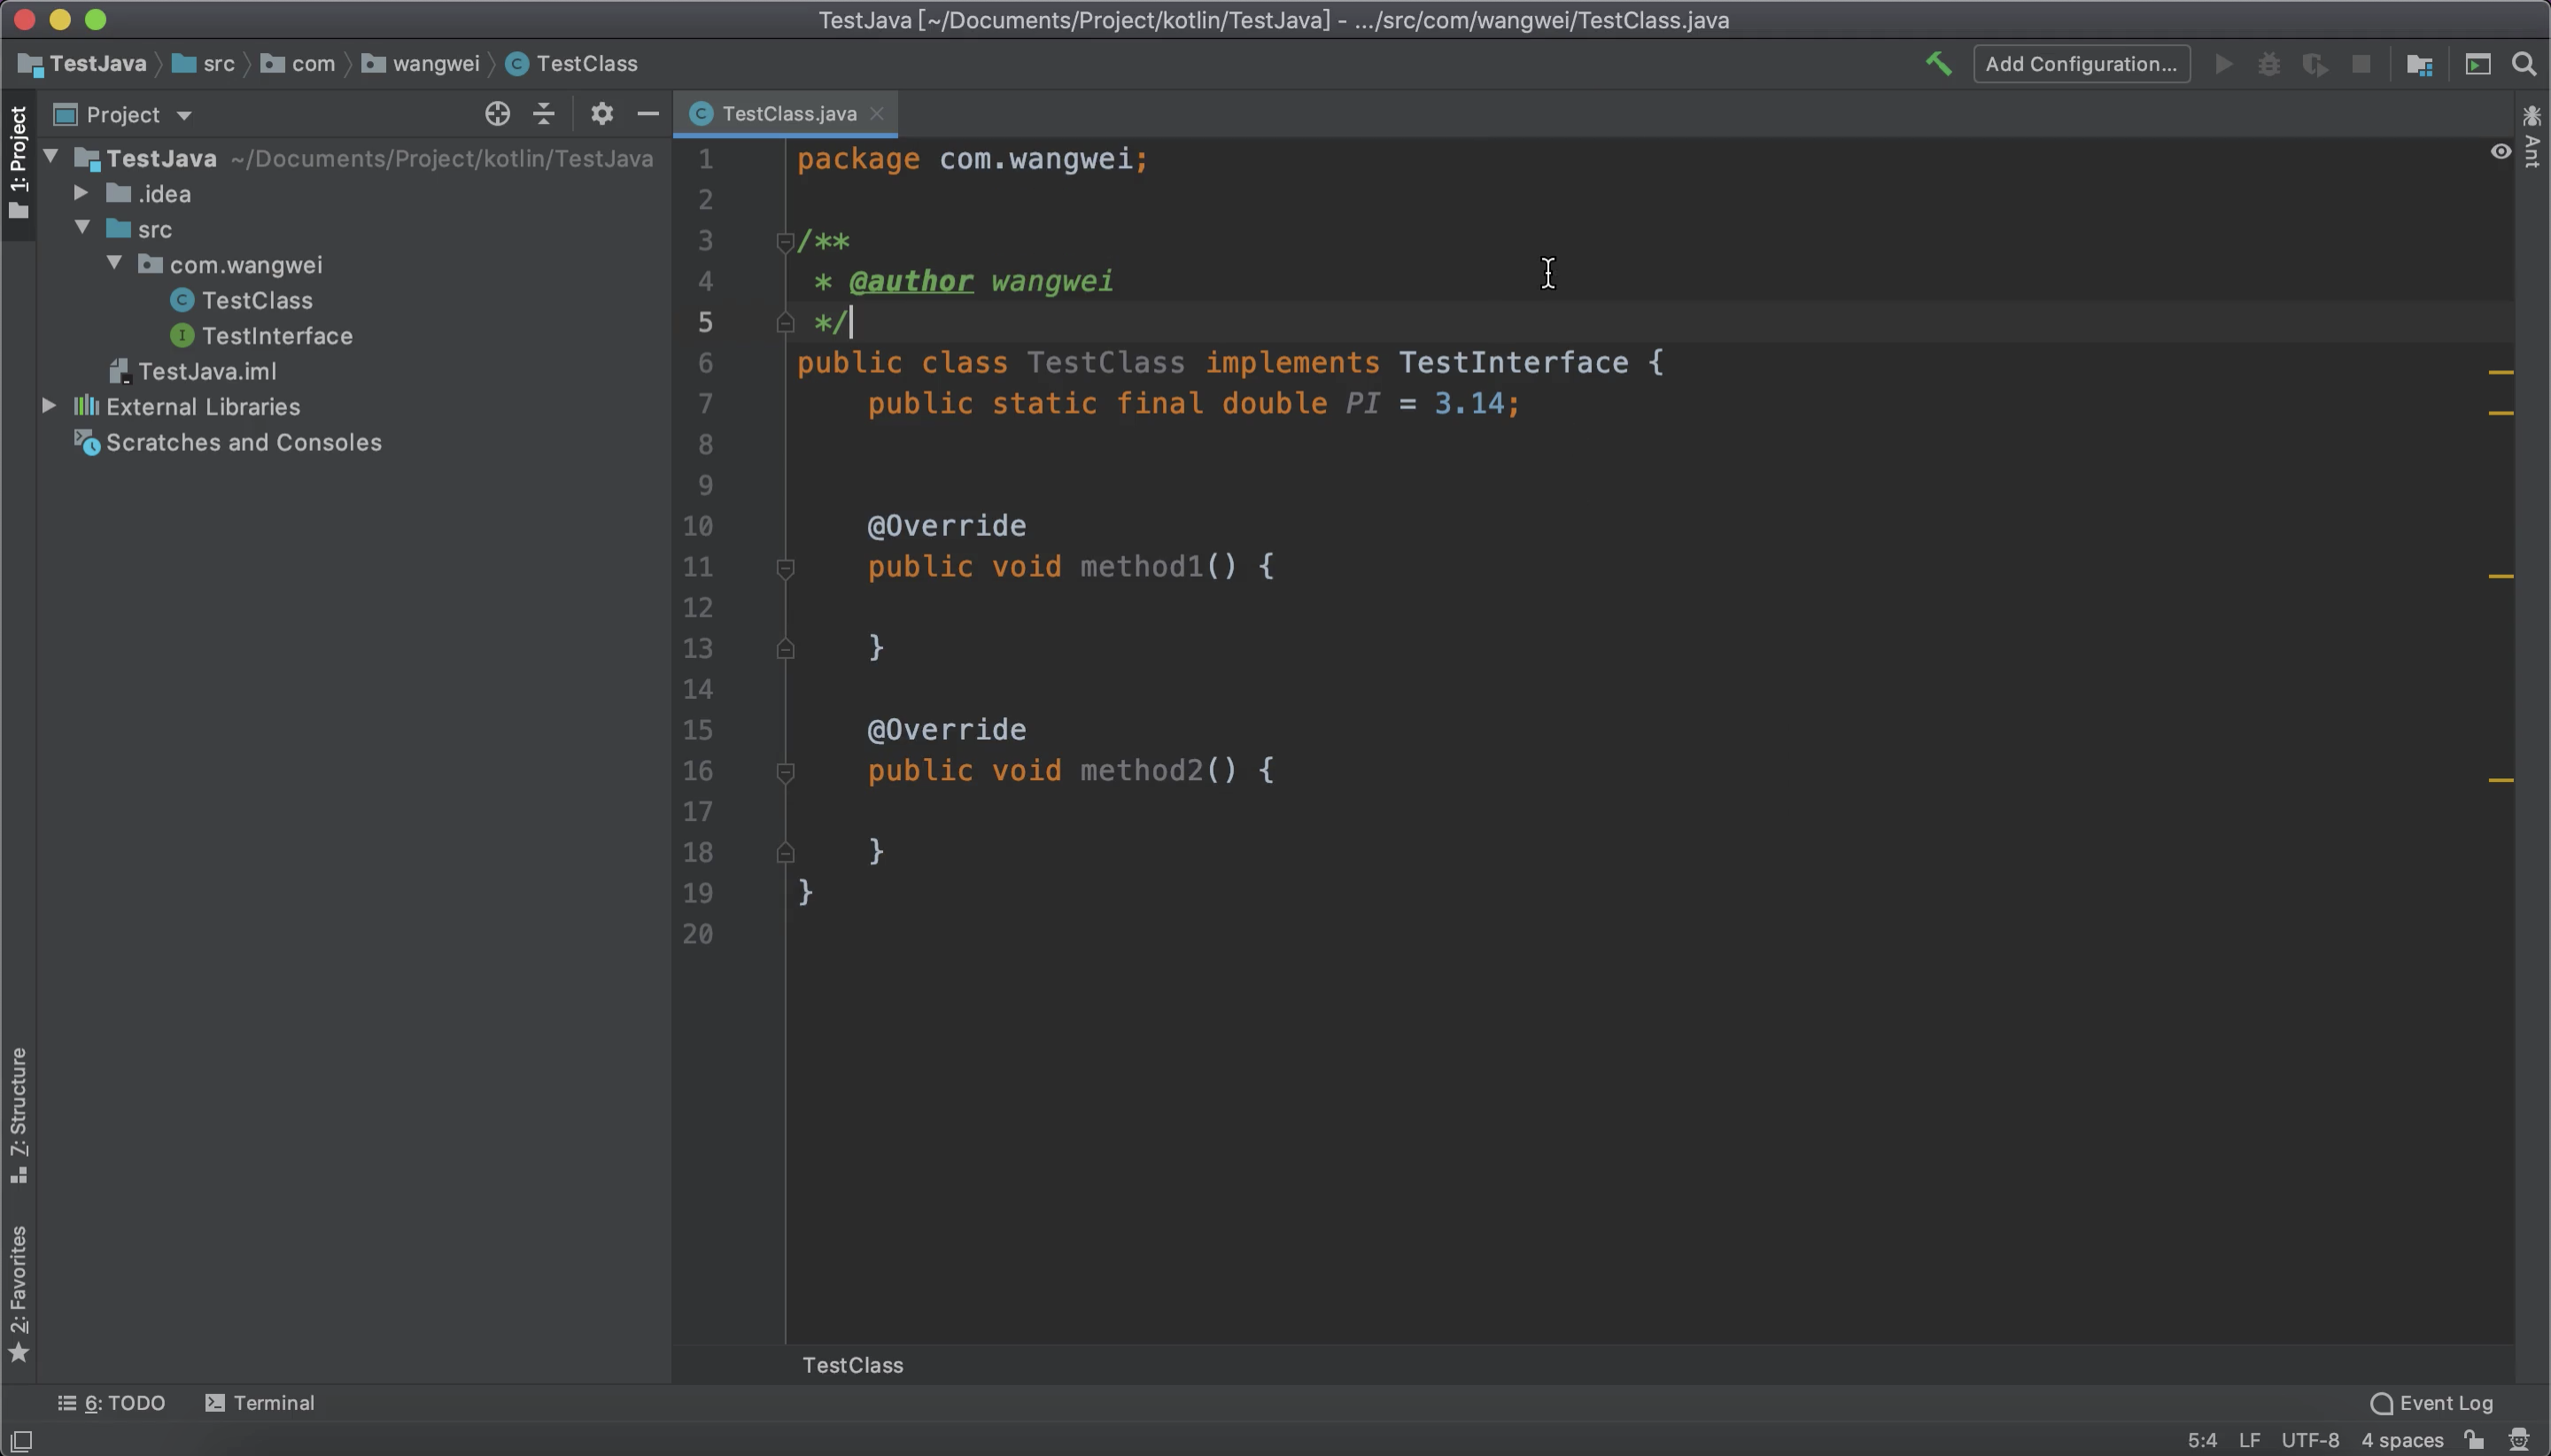 TestJava [~/Documents/Project/kotlin/TestJava] - .../src/com/wangwei/TestClass.java
TestJava src com wangwei TestClass
Add Configuration...
1: Project
Project
TestJava ~/Documents/Project/kotlin/TestJava
.idea
src
com.wangwei
TestClass
TestInterface
TestJava.iml
External Libraries
Scratches and Consoles
7: Structure
2: Favorites
TestClass.java
1 package com.wangwei;
2
3 /**
4 * @author wangwei
5 */
6 public class TestClass implements TestInterface {
7 public static final double PI = 3.14;
8
9
10 @Override
11 public void method1() {
12
13 }
14
15 @Override
16 public void method2() {
17
18 }
19 }
20
Ant
TestClass
6: TODO Terminal
Event Log
5:4 LF UTF-8 4 spaces